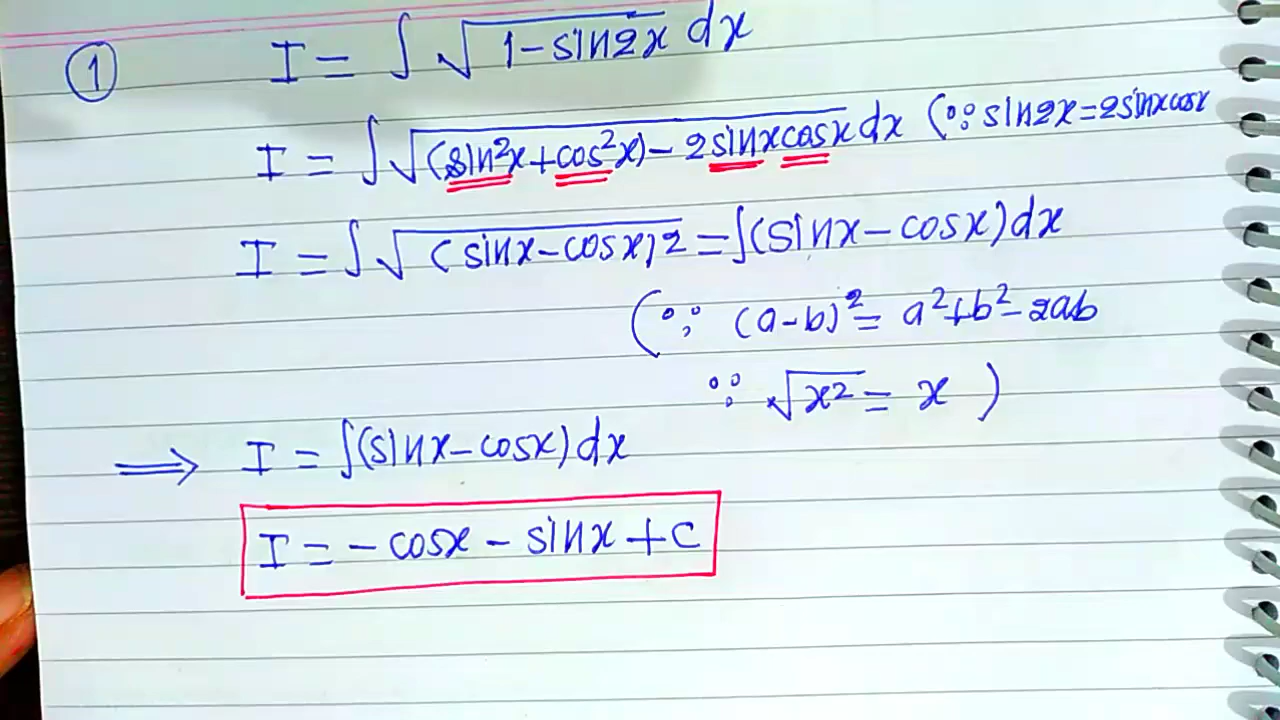 ① I = ∫ √1-sin2x dx
I = ∫√(sin²x+cos²x)-2sinxcosx dx (∵ sin2x=2sinxcosx
I = ∫√(sinx-cosx)2 = ∫(sinx-cosx)dx
(∵ (a-b)² = a²+b²-2ab
∵ √x2 = x )
⟹ I = ∫(sinx-cosx)dx
I = -cosx - sinx + c